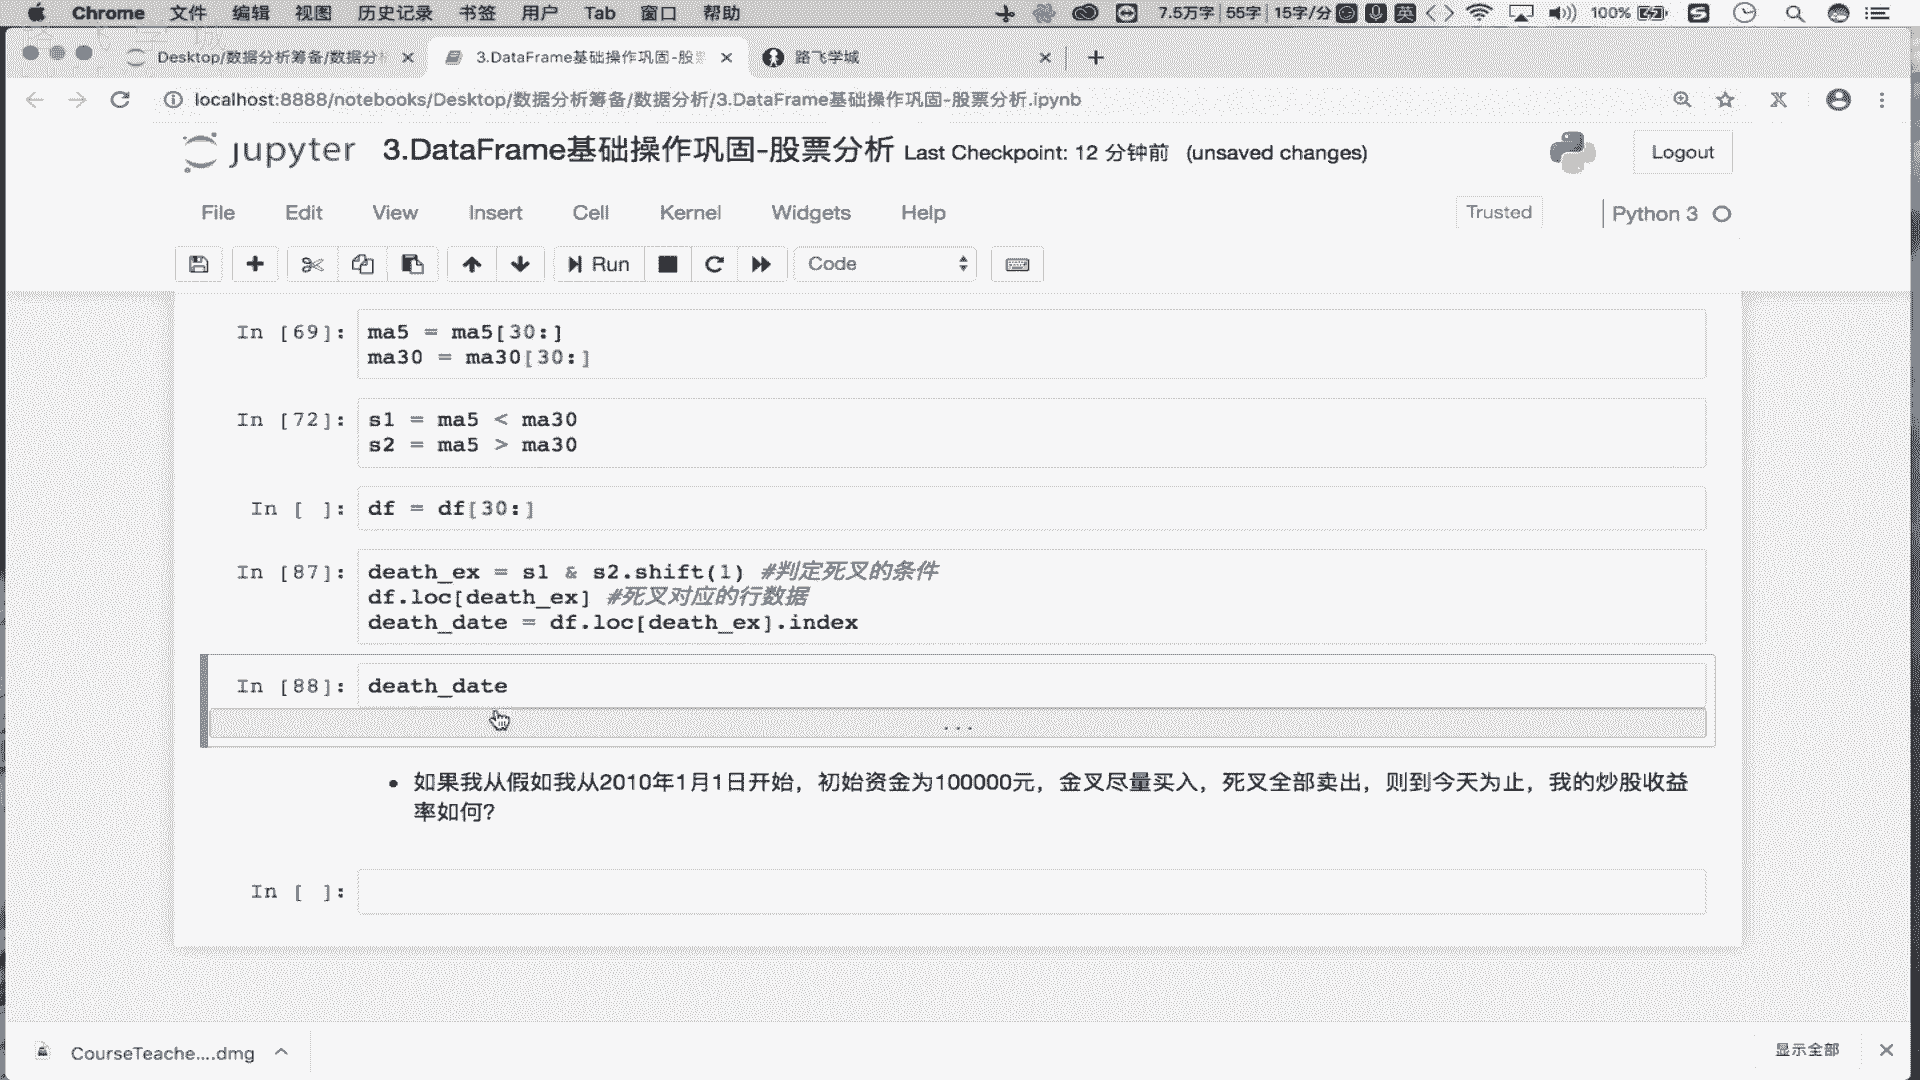 Chrome 文件 编辑 视图 历史记录 书签 用户 Tab 窗口 帮助 7.5万字 55字 15字/分 英 100%
Desktop/数据分析筹备/数据分析 3.DataFrame基础操作巩固-股票 路飞学城
localhost:8888/notebooks/Desktop/数据分析筹备/数据分析/3.DataFrame基础操作巩固-股票分析.ipynb
jupyter 3.DataFrame基础操作巩固-股票分析 Last Checkpoint: 12 分钟前 (unsaved changes) Logout
File Edit View Insert Cell Kernel Widgets Help Trusted Python 3
Run Code
In [69]: ma5 = ma5[30:]
ma30 = ma30[30:]
In [72]: s1 = ma5 < ma30
s2 = ma5 > ma30
In [ ]: df = df[30:]
In [87]: death_ex = s1 & s2.shift(1) #判定死叉的条件
df.loc[death_ex] #死叉对应的行数据
death_date = df.loc[death_ex].index
In [88]: death_date
...
• 如果我从假如我从2010年1月1日开始，初始资金为100000元，金叉尽量买入，死叉全部卖出，则到今天为止，我的炒股收益
率如何？
In [ ]:
CourseTeache....dmg 显示全部